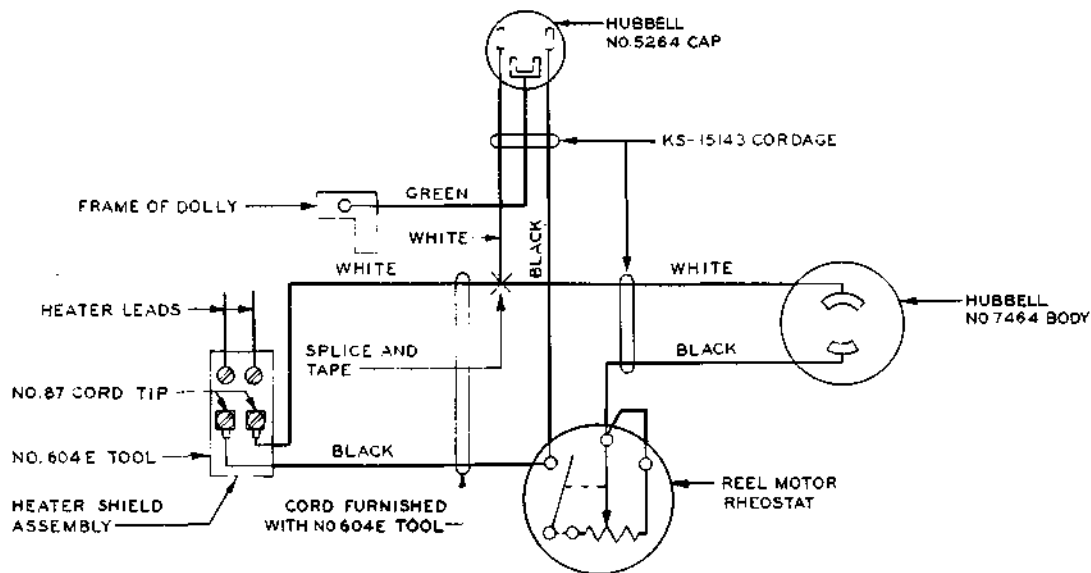 HUBBELL
NO.5264 CAP
KS-15143 CORDAGE
GREEN
FRAME OF DOLLY
WHITE
BLACK
WHITE
WHITE
HUBBELL
NO.7464 BODY
HEATER LEADS
SPLICE AND
TAPE
BLACK
NO.87 CORD TIP
BLACK
NO.604E TOOL
REEL MOTOR
RHEOSTAT
HEATER SHIELD
ASSEMBLY
CORD FURNISHED
WITH NO604E TOOL